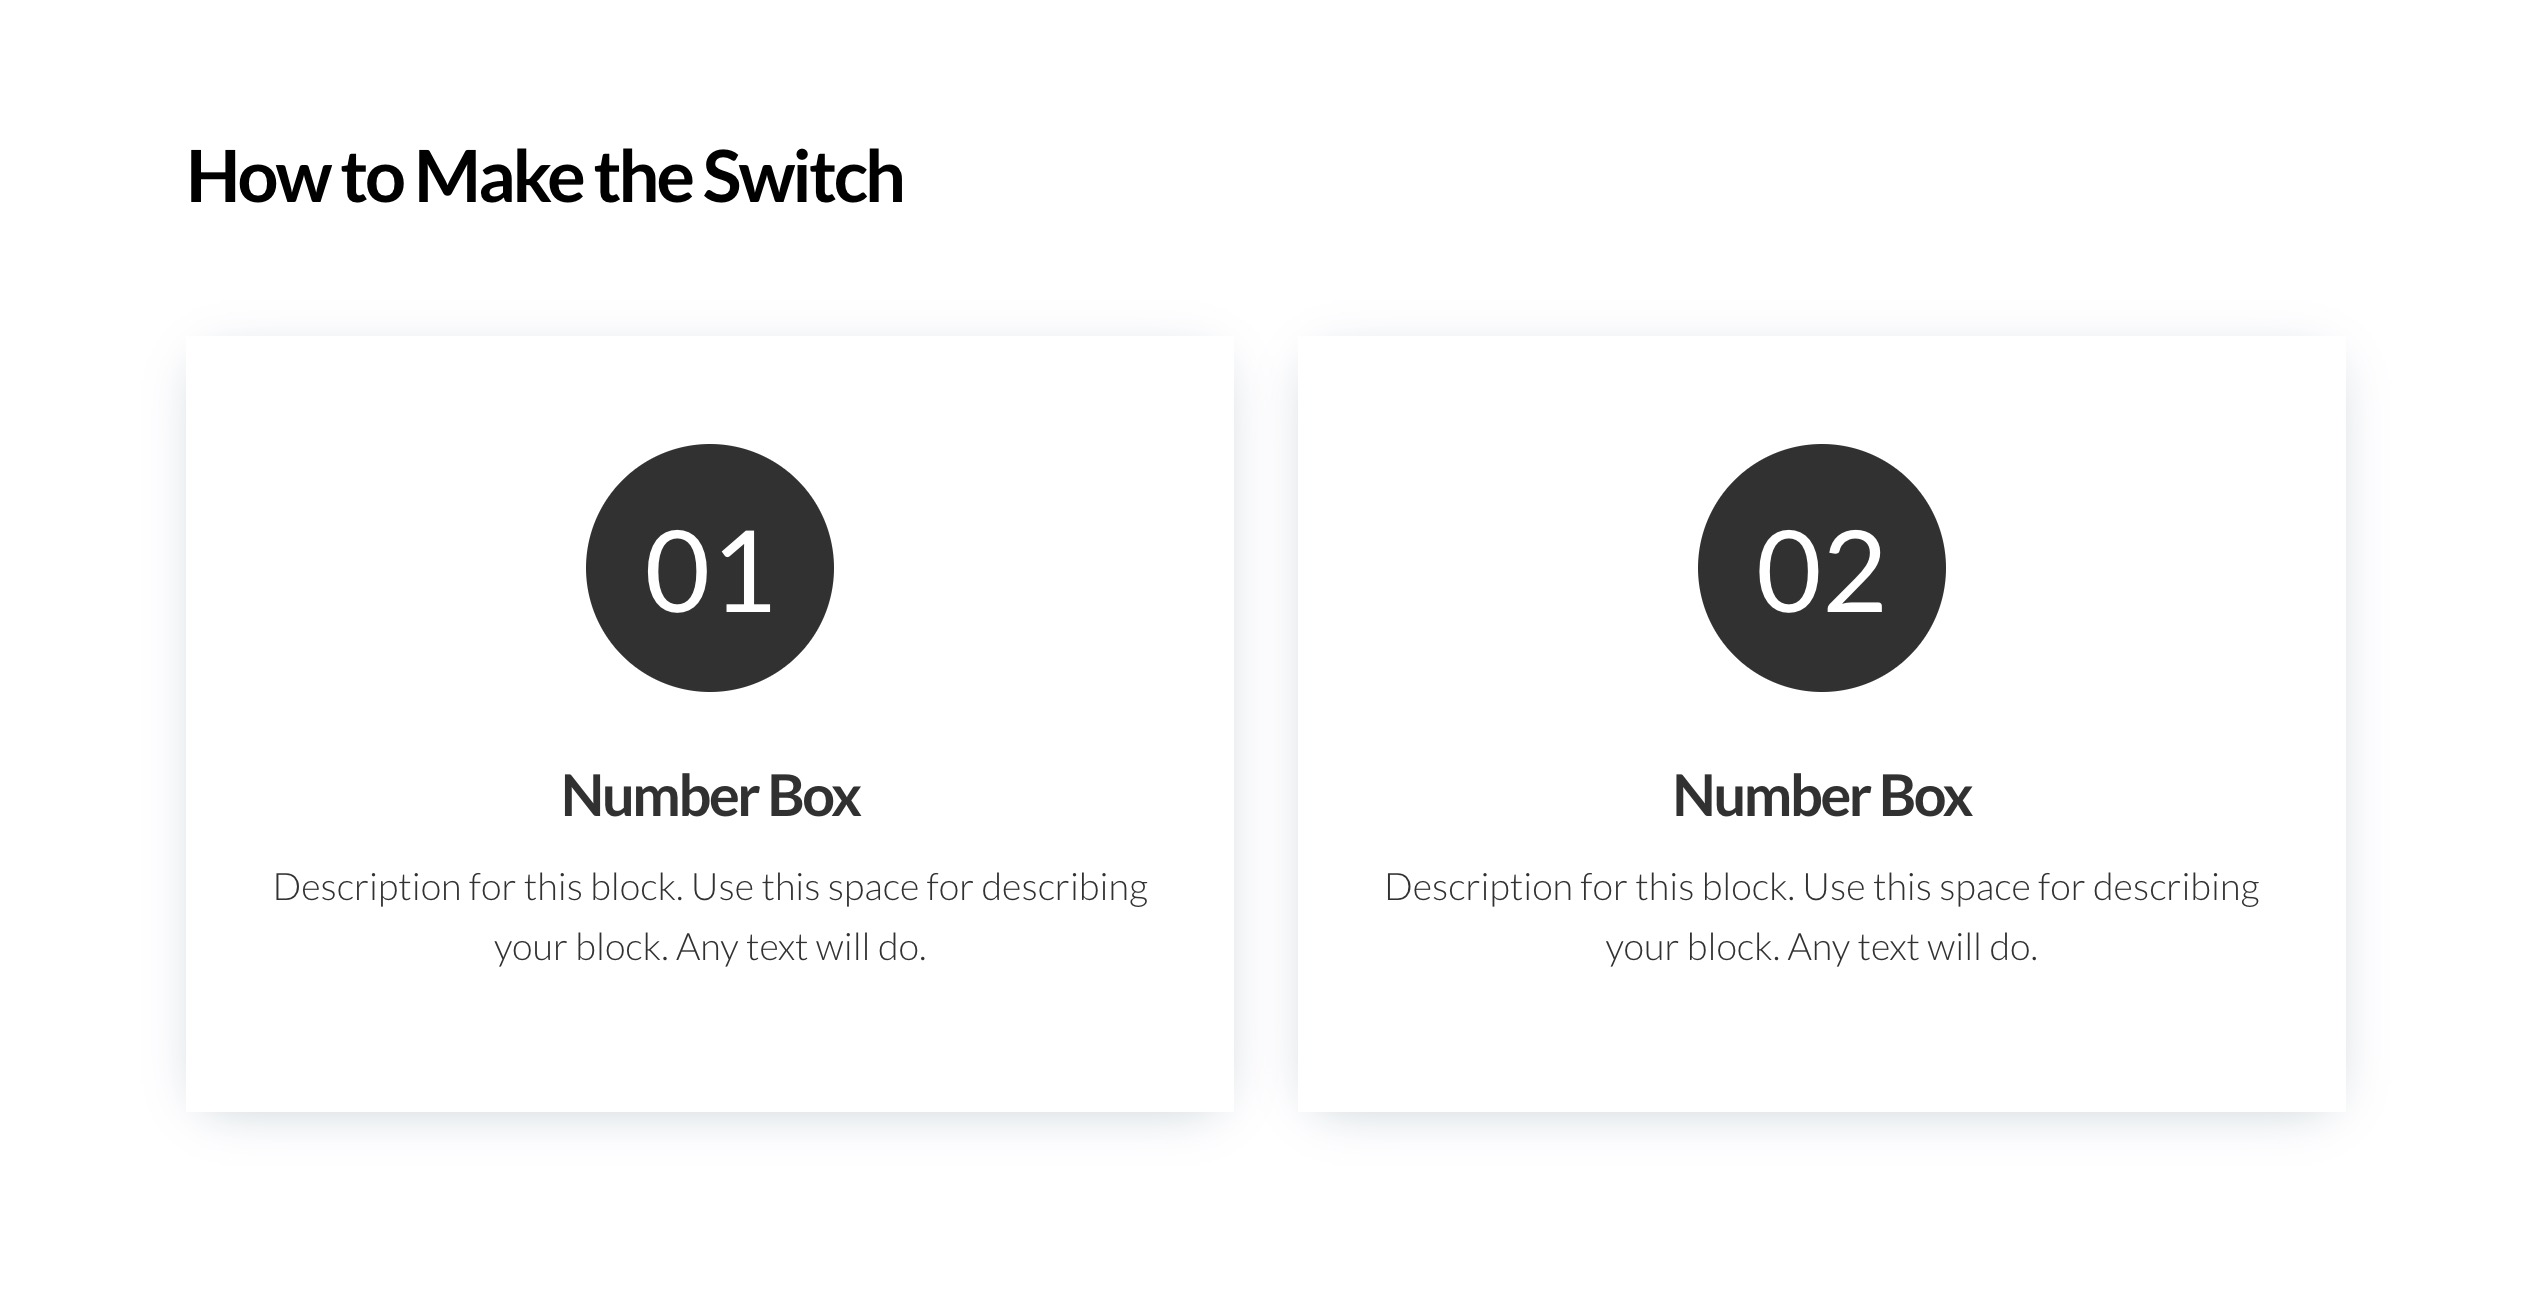 How to Make the Switch
01
Number Box
Description for this block. Use this space for describing
your block. Any text will do.
02
Number Box
Description for this block. Use this space for describing
your block. Any text will do.